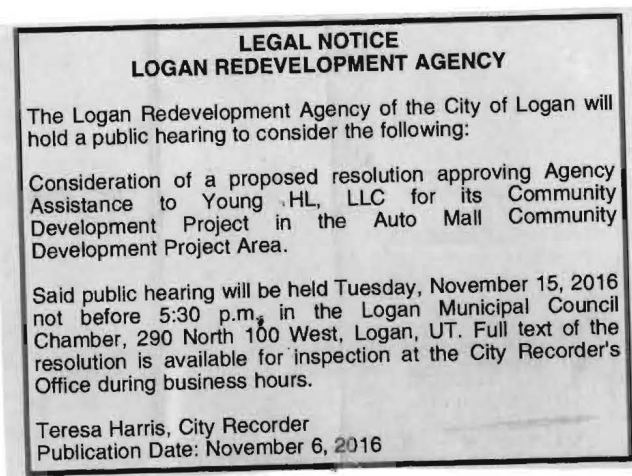 LEGAL NOTICE
LOGAN REDEVELOPMENT AGENCY
The Logan Redevelopment Agency of the City of Logan will
hold a public hearing to consider the following:
Consideration of a proposed resolution approving Agency
Assistance to Young HL, LLC for its Community
Development Project in the Auto Mall Community
Development Project Area.
Said public hearing will be held Tuesday, November 15, 2016
not before 5:30 p.m, in the Logan Municipal Council
Chamber, 290 North 100 West, Logan, UT. Full text of the
resolution is available for inspection at the City Recorder's
Office during business hours.
Teresa Harris, City Recorder
Publication Date: November 6, 2016